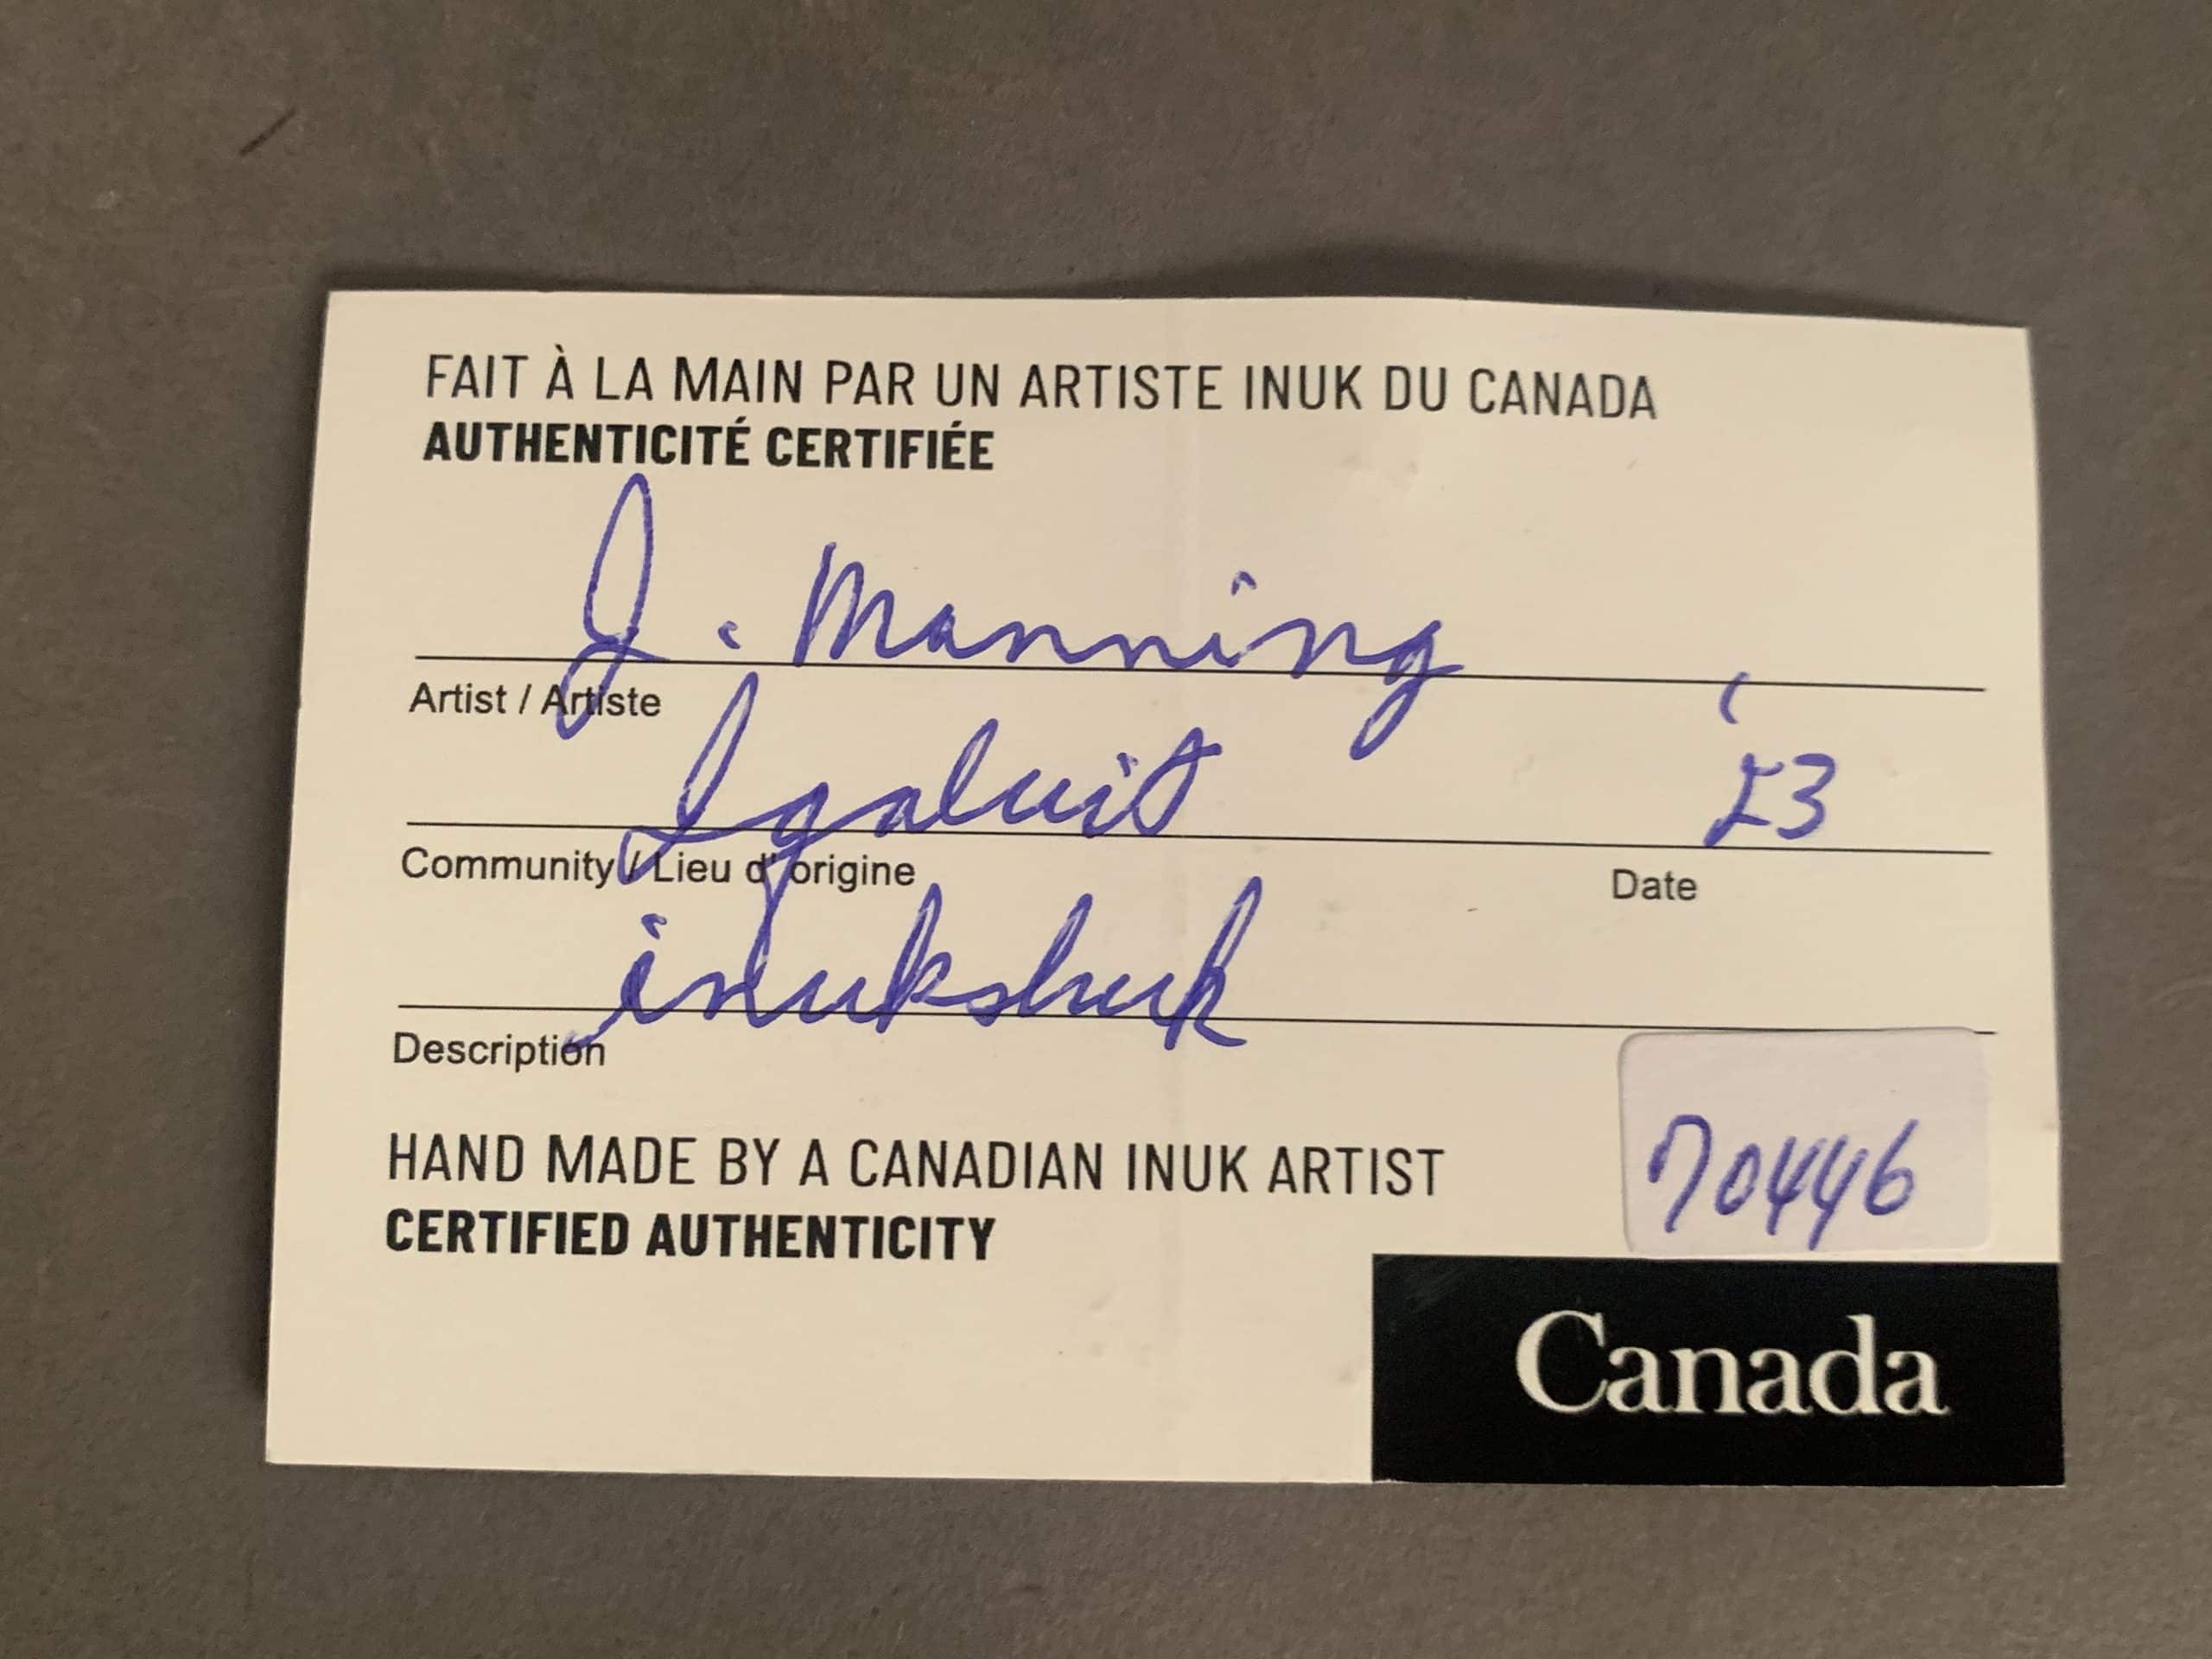 FAIT À LA MAIN PAR UN ARTISTE INUK DU CANADA
AUTHENTICITÉ CERTIFIÉE
J. Manning
Artist / Artiste
Iqaluit '23
Community / Lieu d'origine Date
inukshuk
Description
HAND MADE BY A CANADIAN INUK ARTIST
CERTIFIED AUTHENTICITY
70446
Canada